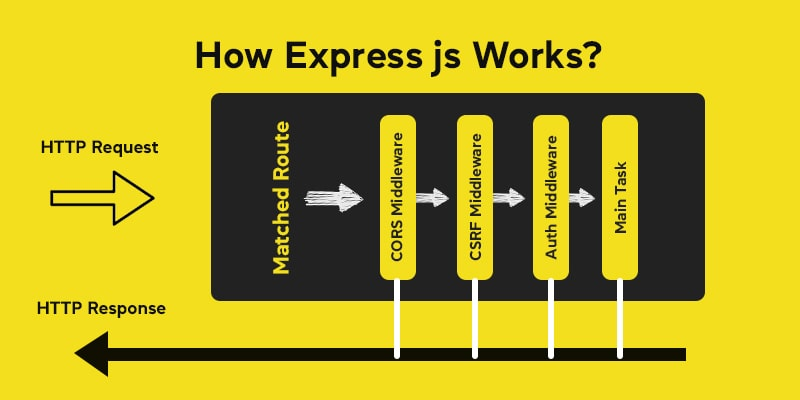 How Express js Works?
HTTP Request
Matched Route
CORS Middleware
CSRF Middleware
Auth Middleware
Main Task
HTTP Response